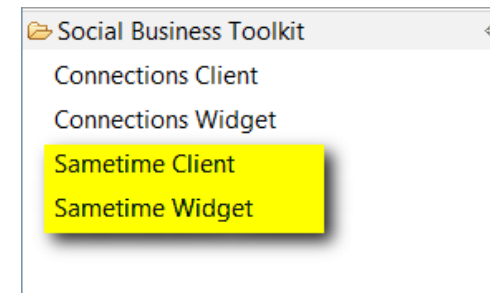 Social Business Toolkit
Connections Client
Connections Widget
Sametime Client
Sametime Widget